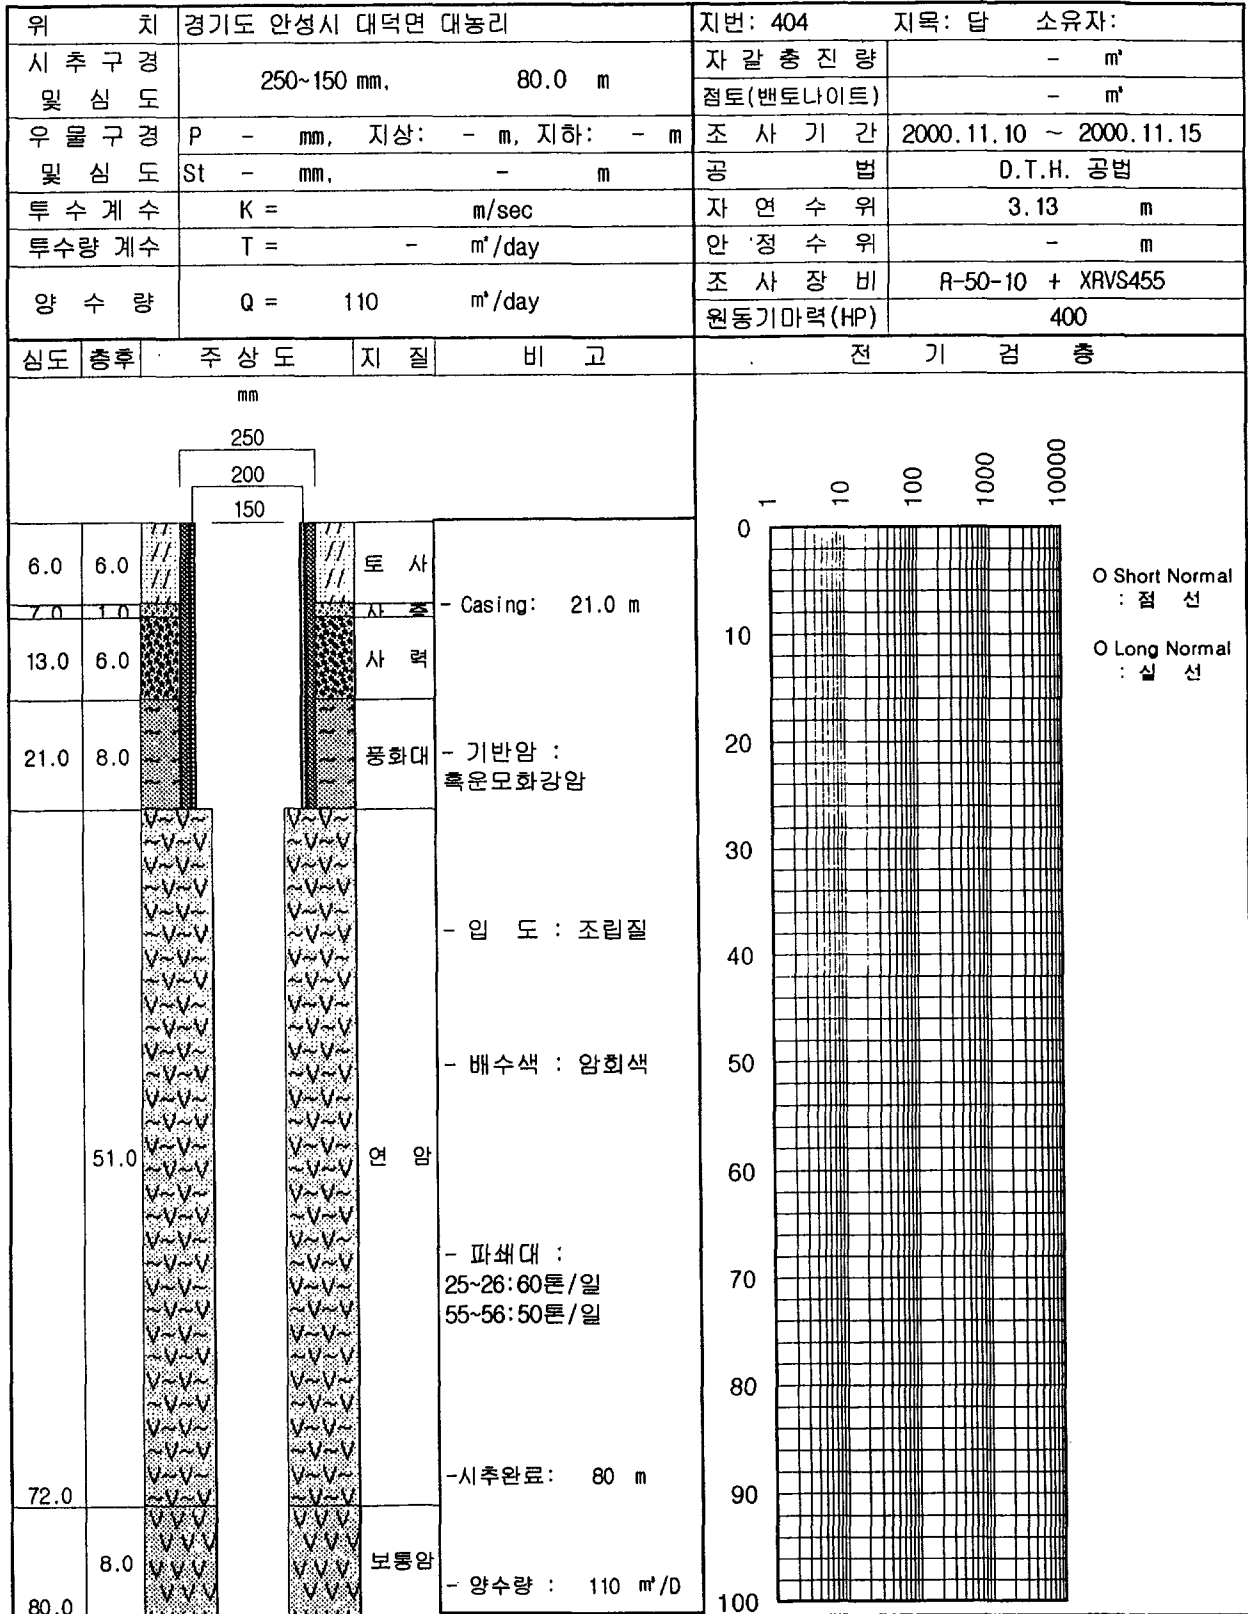 위 치 경기도 안성시 대덕면 대농리 지번: 404 지목: 답 소유자:
시 추 구 경 및 심 도 250~150 mm, 80.0 m 자 갈 충 진 량 - m³
점토(밴토나이트) - m³
우 물 구 경 및 심 도 P - mm, 지상: - m, 지하: - m 조 사 기 간 2000.11.10 ~ 2000.11.15
St - mm, - m 공 법 D.T.H. 공법
투 수 계 수 K = m/sec 자 연 수 위 3.13 m
투수량 계수 T = - m³/day 안 정 수 위 - m
양 수 량 Q = 110 m³/day 조 사 장 비 R-50-10 + XRVS455
원동기마력(HP) 400
심도 층후 주 상 도 지 질 비 고 전 기 검 층
mm
250
200
150
1 10 100 1000 10000
6.0 6.0 토 사
7.0 1.0 사 층
- Casing: 21.0 m
13.0 6.0 사 력
21.0 8.0 풍화대
- 기반암 :
흑운모화강암
- 입 도 : 조립질
- 배수색 : 암회색
51.0 연 암
- 파쇄대 :
25~26:60톤/일
55~56:50톤/일
-시추완료: 80 m
72.0
8.0 보통암
- 양수량 : 110 m³/D
80.0
0
10
20
30
40
50
60
70
80
90
100
O Short Normal
: 점 선
O Long Normal
: 실 선